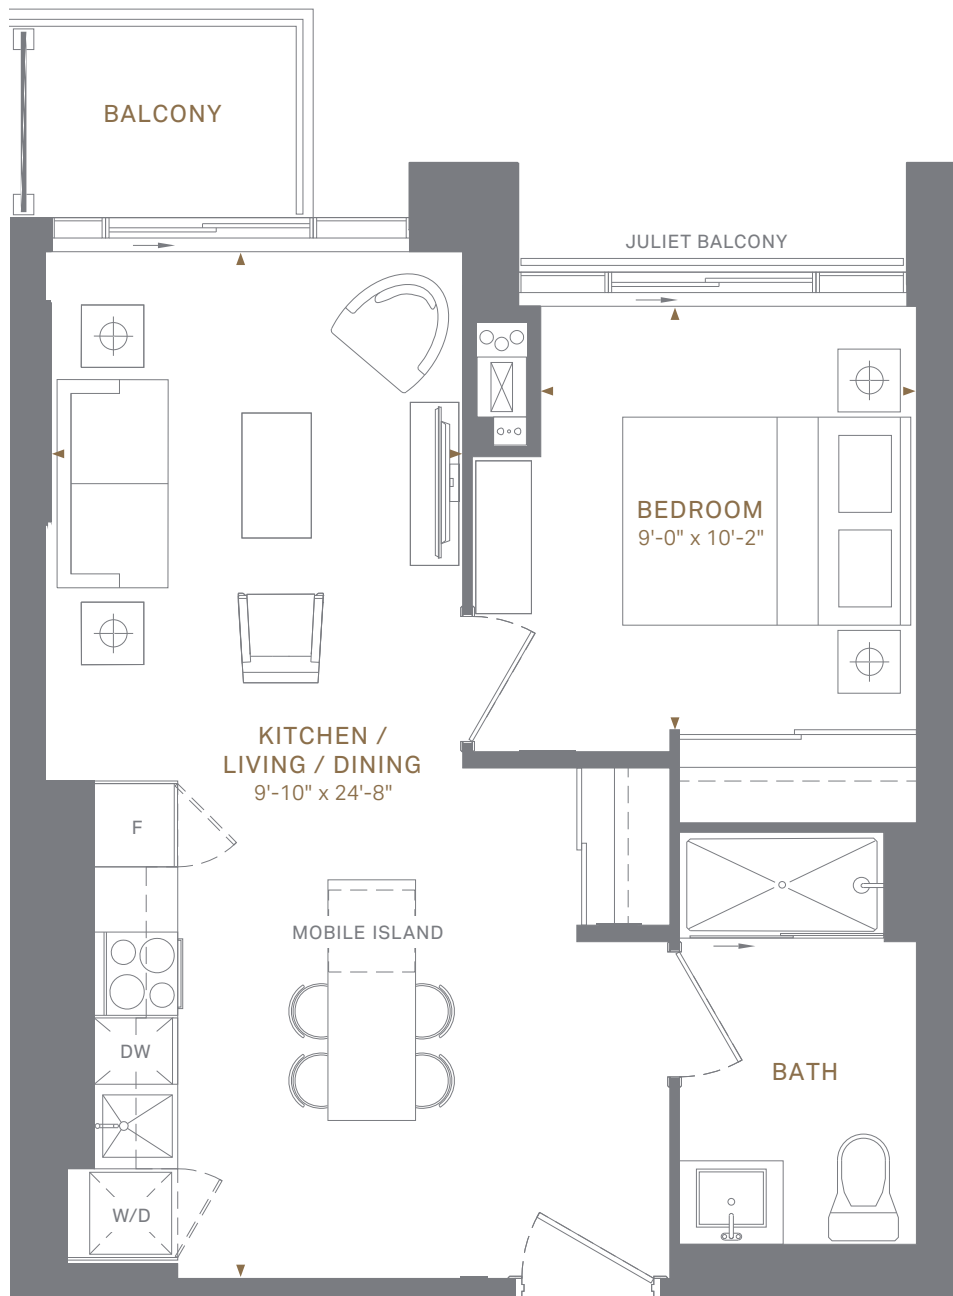 BALCONY
JULIET BALCONY
BEDROOM
9'-0" x 10'-2"
KITCHEN /
LIVING / DINING
9'-10" x 24'-8"
F
MOBILE ISLAND
DW
BATH
W/D